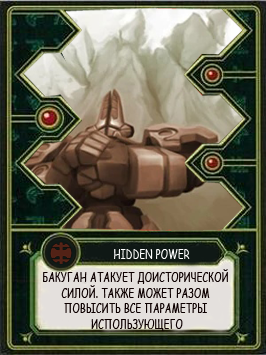 HIDDEN POWER
БАКУГАН АТАКУЕТ ДОИСТОРИЧЕСКОЙ
СИЛОЙ. ТАКЖЕ МОЖЕТ РАЗОМ
ПОВЫСИТЬ ВСЕ ПАРАМЕТРЫ
ИСПОЛЬЗУЮЩЕГО